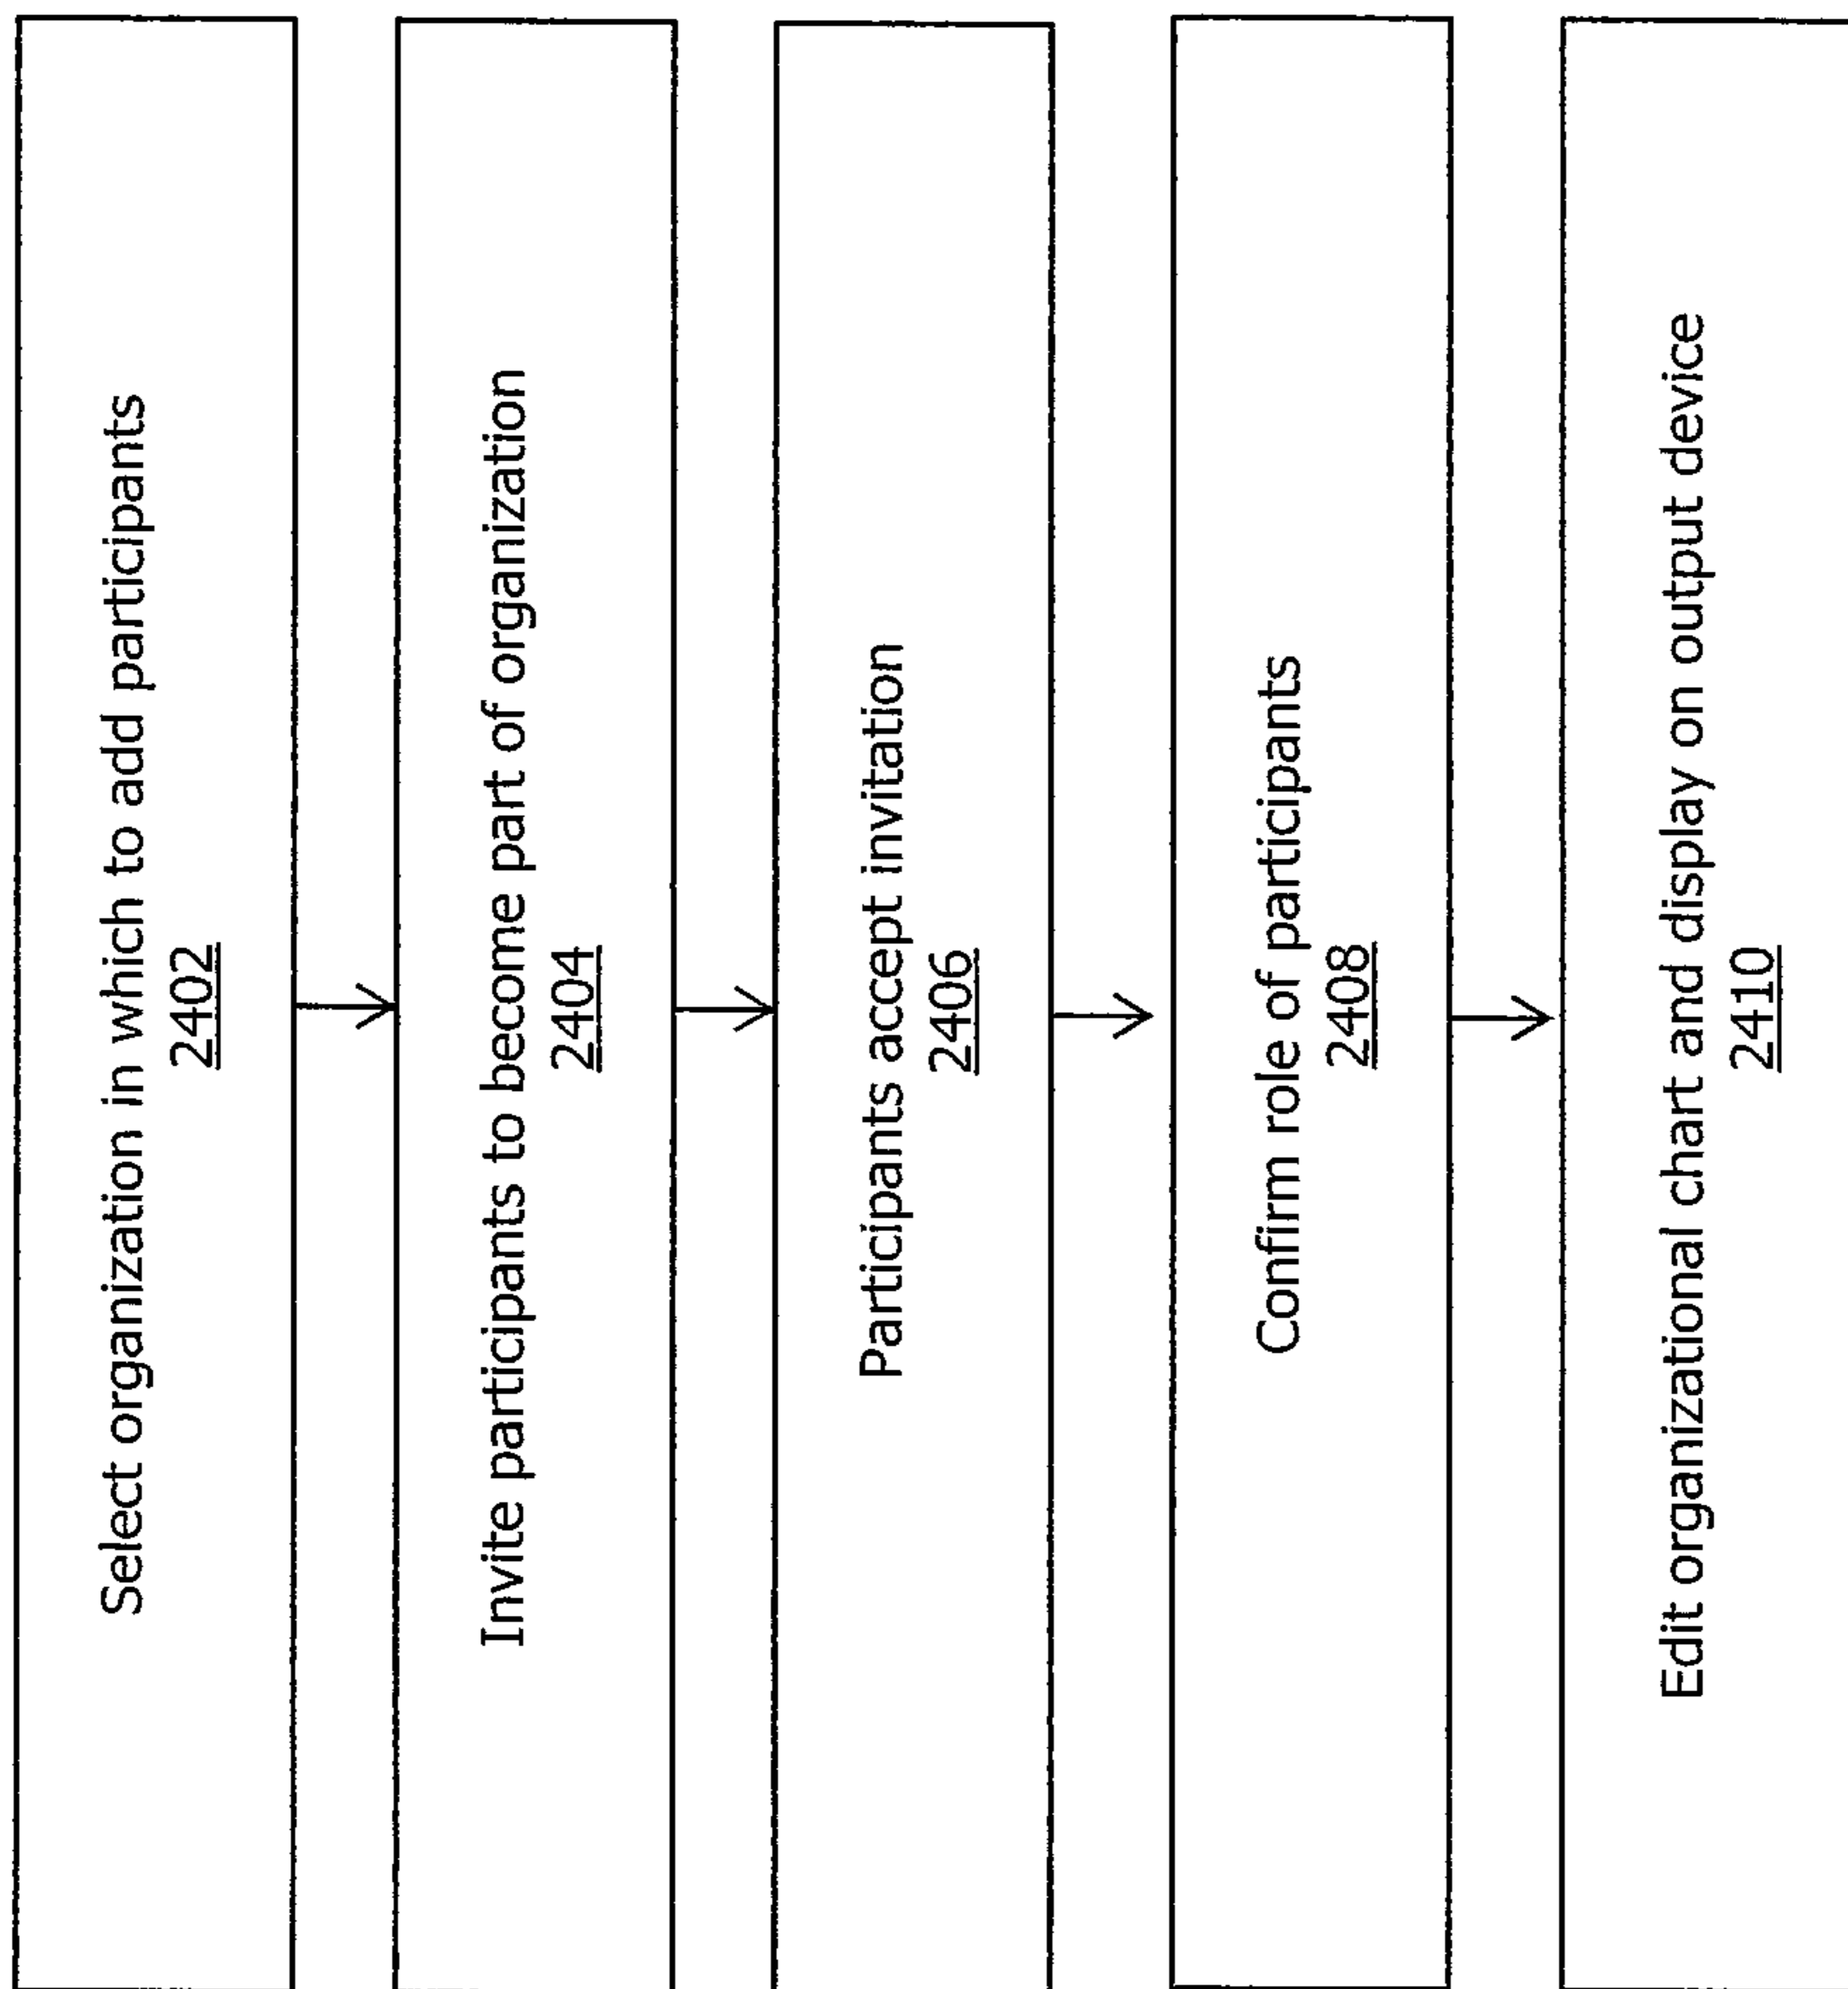 Select organization in which to add participants
2402
Invite participants to become part of organization
2404
Participants accept invitation
2406
Confirm role of participants
2408
Edit organizational chart and display on output device
2410